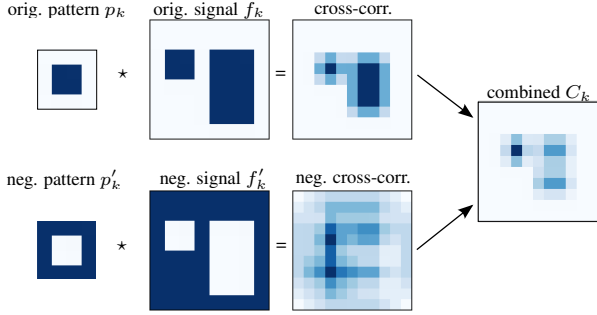 orig. pattern $p_k$ orig. signal $f_k$ cross-corr.
⋆ =
combined $C_k$
neg. pattern $p'_k$ neg. signal $f'_k$ neg. cross-corr.
⋆ =